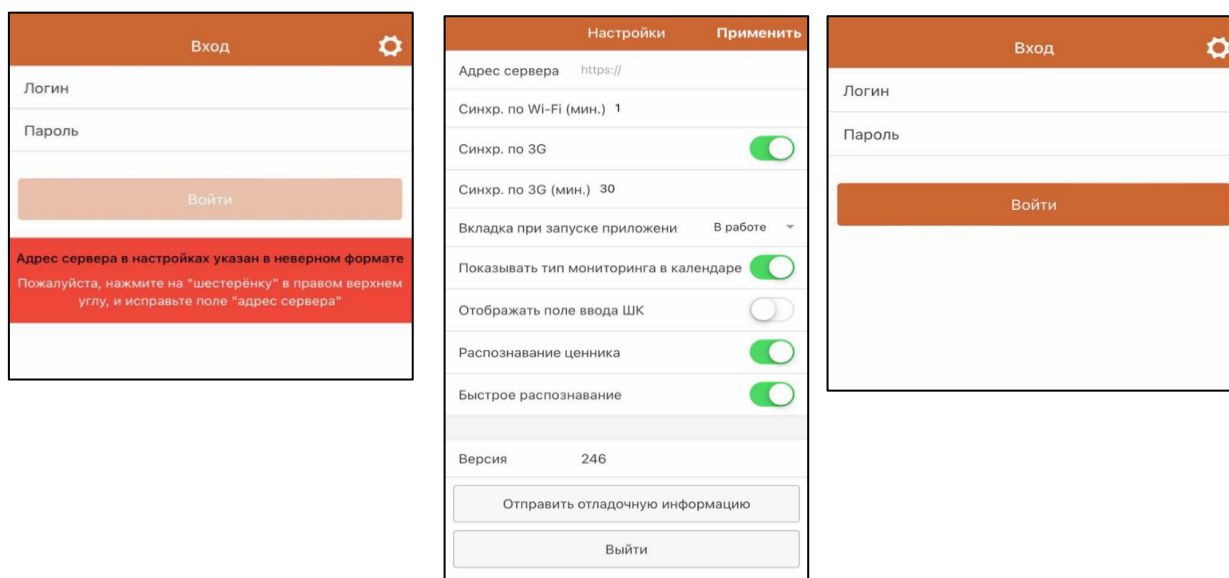 Вход
Логин
Пароль
Войти
Адрес сервера в настройках указан в неверном формате
Пожалуйста, нажмите на "шестерёнку" в правом верхнем
углу, и исправьте поле "адрес сервера"
Настройки Применить
Адрес сервера https://
Синхр. по Wi-Fi (мин.) 1
Синхр. по 3G
Синхр. по 3G (мин.) 30
Вкладка при запуске приложени В работе
Показывать тип мониторинга в календаре
Отображать поле ввода ШК
Распознавание ценника
Быстрое распознавание
Версия 246
Отправить отладочную информацию
Выйти
Вход
Логин
Пароль
Войти